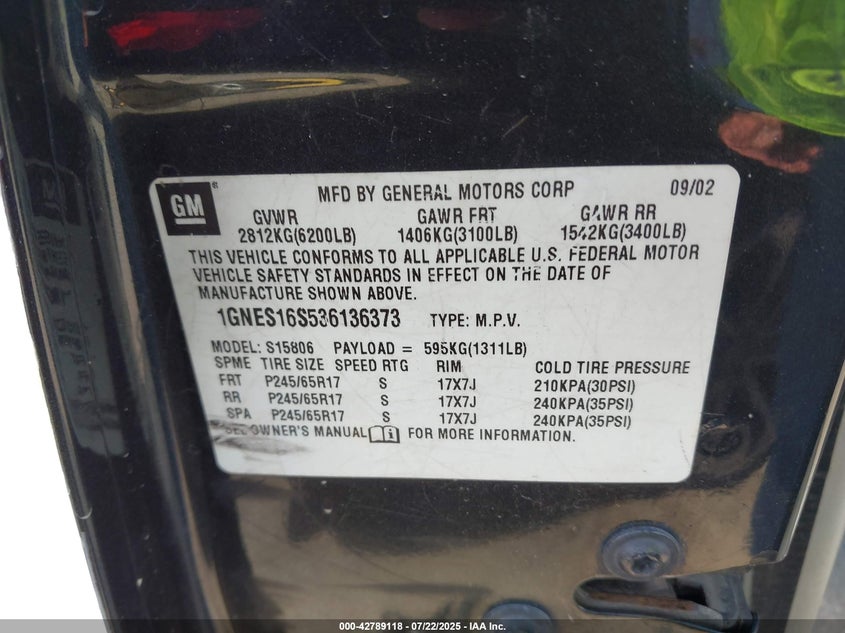 GM ® MFD BY GENERAL MOTORS CORP 09/02
GVWR GAWR FRT GAWR RR
2812KG(6200LB) 1406KG(3100LB) 1542KG(3400LB)
THIS VEHICLE CONFORMS TO ALL APPLICABLE U.S. FEDERAL MOTOR
VEHICLE SAFETY STANDARDS IN EFFECT ON THE DATE OF
MANUFACTURE SHOWN ABOVE.
1GNES16S536136373 TYPE: M.P.V.
MODEL: S15806 PAYLOAD = 595KG(1311LB)
SPME TIRE SIZE SPEED RTG RIM COLD TIRE PRESSURE
FRT P245/65R17 S 17X7J 210KPA(30PSI)
RR P245/65R17 S 17X7J 240KPA(35PSI)
SPA P245/65R17 S 17X7J 240KPA(35PSI)
OWNER'S MANUAL FOR MORE INFORMATION.
000-42789118 - 07/22/2025 - IAA Inc.